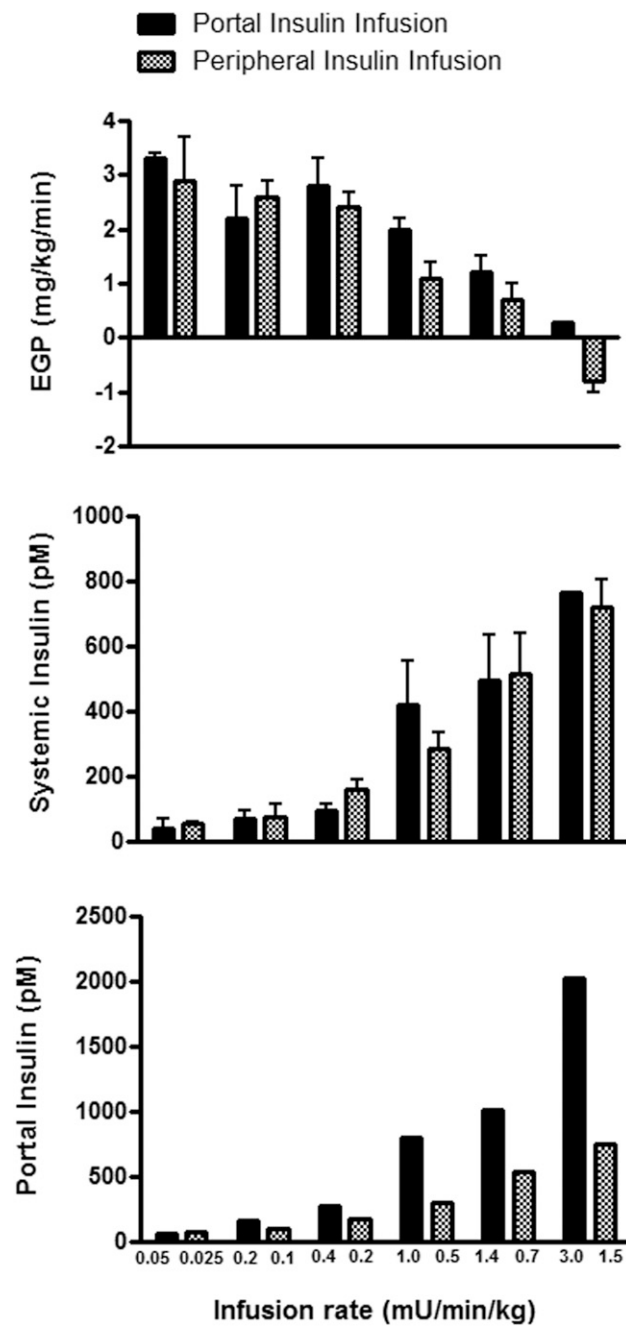 Portal Insulin Infusion
Peripheral Insulin Infusion
EGP (mg/kg/min)
4
3
2
1
0
-1
-2
Systemic Insulin (pM)
1000
800
600
400
200
0
Portal Insulin (pM)
2500
2000
1500
1000
500
0
0.05 0.025 0.2 0.1 0.4 0.2 1.0 0.5 1.4 0.7 3.0 1.5
Infusion rate (mU/min/kg)